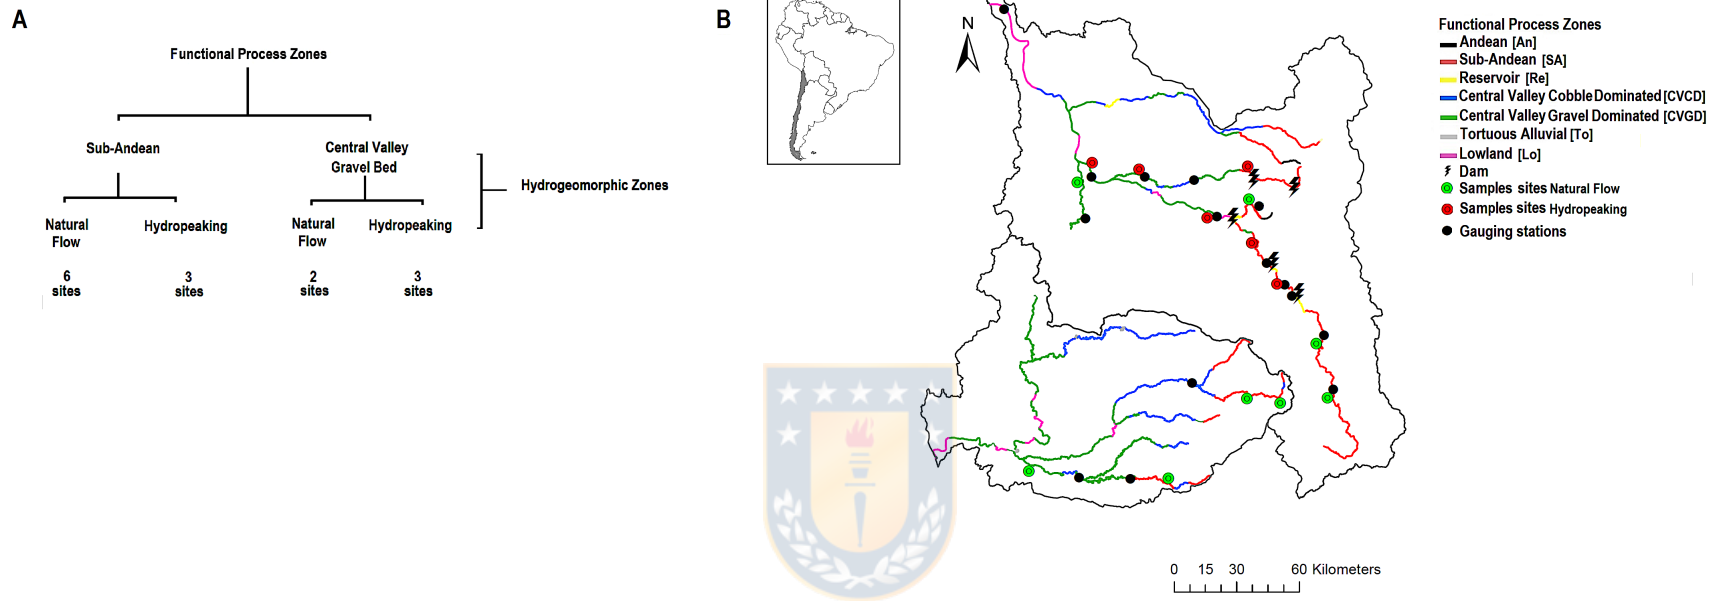 A
Functional Process Zones
Sub-Andean
Central Valley
Gravel Bed
Hydrogeomorphic Zones
Natural
Flow
Hydropeaking
Natural
Flow
Hydropeaking
6
sites
3
sites
2
sites
3
sites
B
N
Functional Process Zones
Andean [An]
Sub-Andean [SA]
Reservoir [Re]
Central Valley Cobble Dominated [CVCD]
Central Valley Gravel Dominated [CVGD]
Tortuous Alluvial [To]
Lowland [Lo]
Dam
Samples sites Natural Flow
Samples sites Hydropeaking
Gauging stations
0 15 30 60 Kilometers